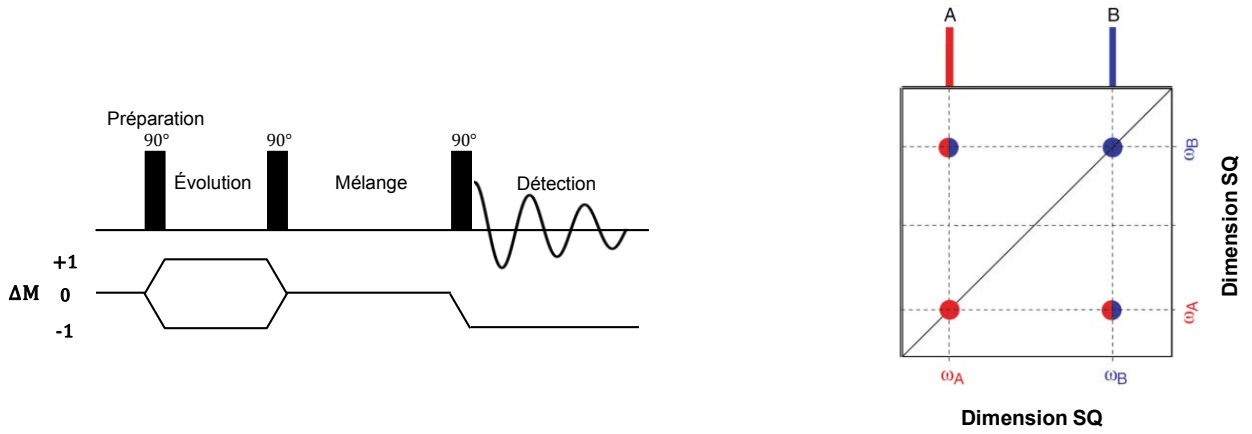 Préparation
90° 90° 90°
Évolution Mélange Détection
+1
ΔM 0
-1
A B
ωB
ωA
Dimension SQ
ωA ωB
Dimension SQ